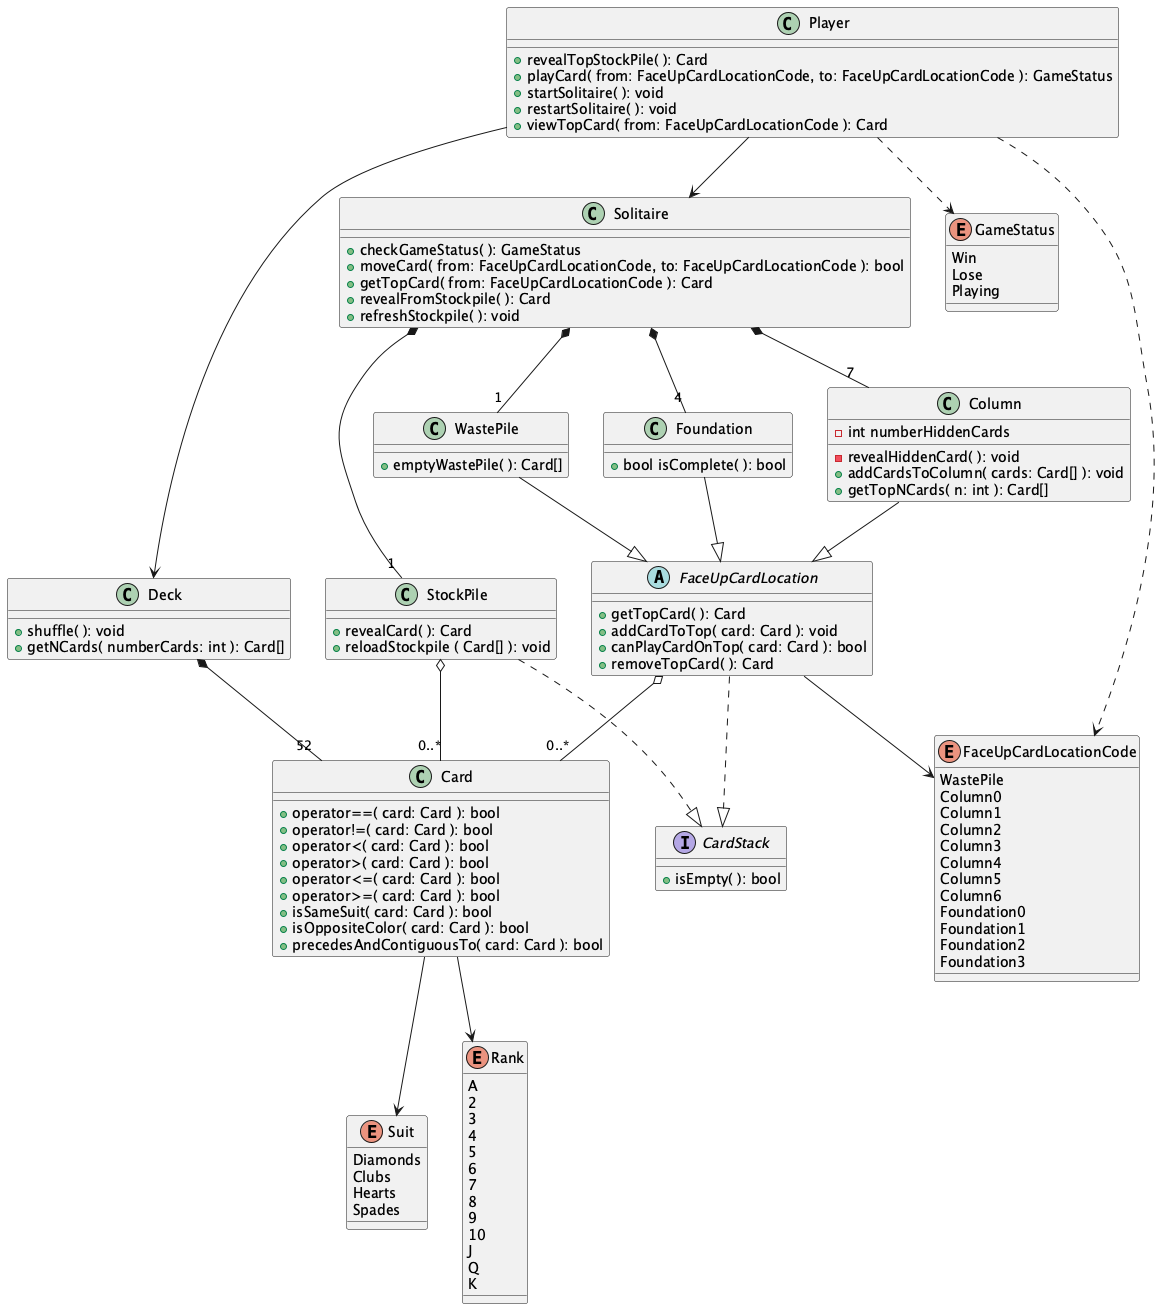 C Player
revealTopStockPile( ): Card
playCard( from: FaceUpCardLocationCode, to: FaceUpCardLocationCode ): GameStatus
startSolitaire( ): void
restartSolitaire( ): void
viewTopCard( from: FaceUpCardLocationCode ): Card
C Solitaire
checkGameStatus( ): GameStatus
moveCard( from: FaceUpCardLocationCode, to: FaceUpCardLocationCode ): bool
getTopCard( from: FaceUpCardLocationCode ): Card
revealFromStockpile( ): Card
refreshStockpile( ): void
E GameStatus
Win
Lose
Playing
1
4
7
C WastePile
emptyWastePile( ): Card[]
C Foundation
bool isComplete( ): bool
C Column
int numberHiddenCards
revealHiddenCard( ): void
addCardsToColumn( cards: Card[] ): void
getTopNCards( n: int ): Card[]
1
C Deck
shuffle( ): void
getNCards( numberCards: int ): Card[]
C StockPile
revealCard( ): Card
reloadStockpile ( Card[] ): void
A FaceUpCardLocation
getTopCard( ): Card
addCardToTop( card: Card ): void
canPlayCardOnTop( card: Card ): bool
removeTopCard( ): Card
52
0..*
0..*
C Card
operator==( card: Card ): bool
operator!=( card: Card ): bool
operator<( card: Card ): bool
operator>( card: Card ): bool
operator<=( card: Card ): bool
operator>=( card: Card ): bool
isSameSuit( card: Card ): bool
isOppositeColor( card: Card ): bool
precedesAndContiguousTo( card: Card ): bool
I CardStack
isEmpty( ): bool
E FaceUpCardLocationCode
WastePile
Column0
Column1
Column2
Column3
Column4
Column5
Column6
Foundation0
Foundation1
Foundation2
Foundation3
E Suit
Diamonds
Clubs
Hearts
Spades
E Rank
A
2
3
4
5
6
7
8
9
10
J
Q
K